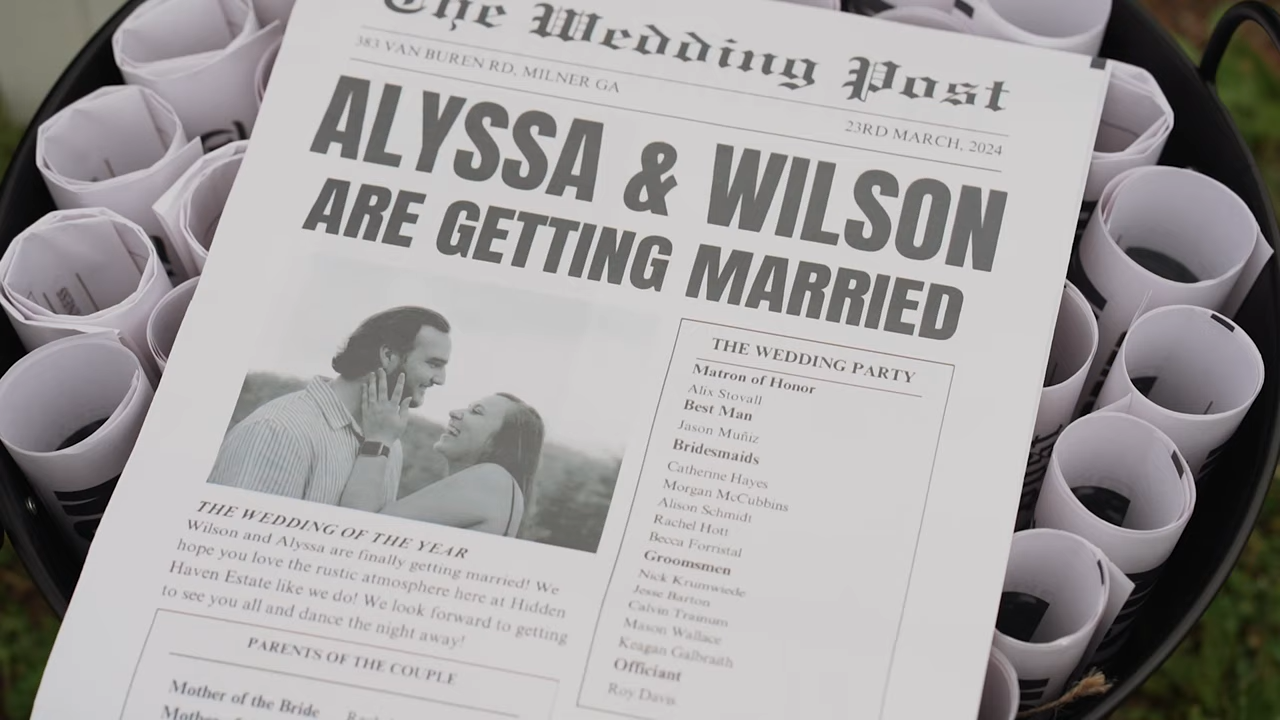 The Wedding Post
383 VAN BUREN RD, MILNER GA
23RD MARCH, 2024
ALYSSA & WILSON
ARE GETTING MARRIED
THE WEDDING OF THE YEAR
Wilson and Alyssa are finally getting married! We
hope you love the rustic atmosphere here at Hidden
Haven Estate like we do! We look forward to getting
to see you all and dance the night away!
PARENTS OF THE COUPLE
Mother of the Bride
THE WEDDING PARTY
Matron of Honor
Alix Stovall
Best Man
Jason Muñiz
Bridesmaids
Catherine Hayes
Morgan McCubbins
Alison Schmidt
Rachel Hott
Becca Forristal
Groomsmen
Nick Krumwiede
Jesse Barton
Calvin Trainum
Mason Wallace
Keagan Galbraith
Officiant
Roy Davis